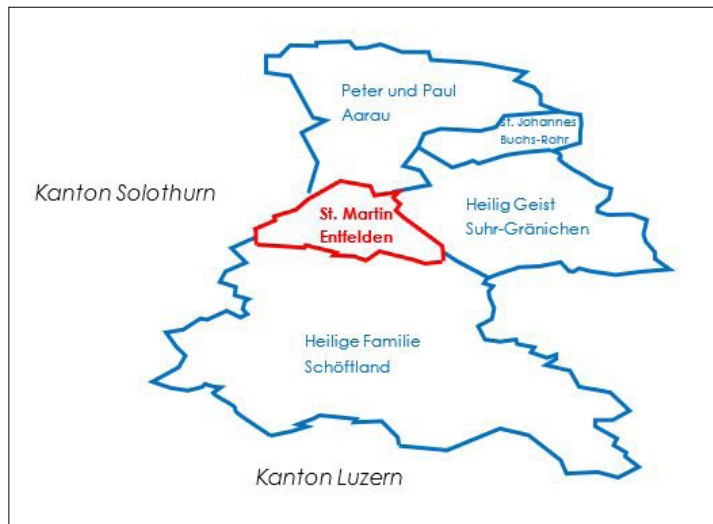 Peter und Paul
Aarau
St. Johannes
Buchs-Rohr
Kanton Solothurn
Heilig Geist
Suhr-Gränichen
St. Martin
Entfelden
Heilige Familie
Schöftland
Kanton Luzern